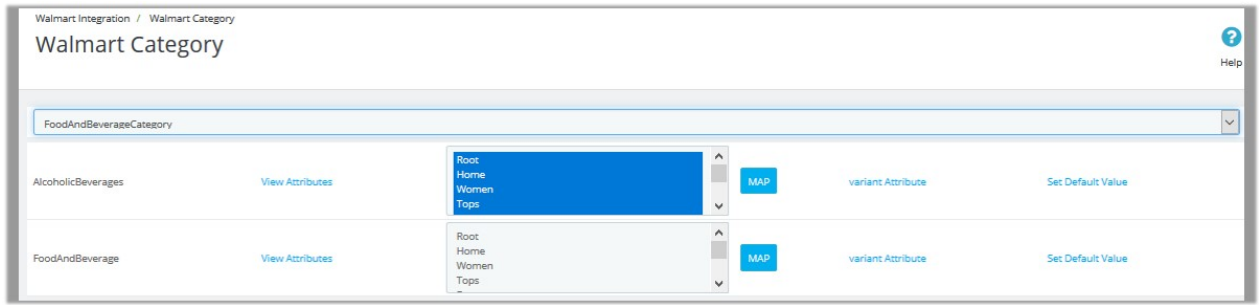 Walmart Integration / Walmart Category
Walmart Category
?
Help
FoodAndBeverageCategory
AlcoholicBeverages View Attributes Root Home Women Tops MAP variant Attribute Set Default Value
FoodAndBeverage View Attributes Root Home Women Tops MAP variant Attribute Set Default Value